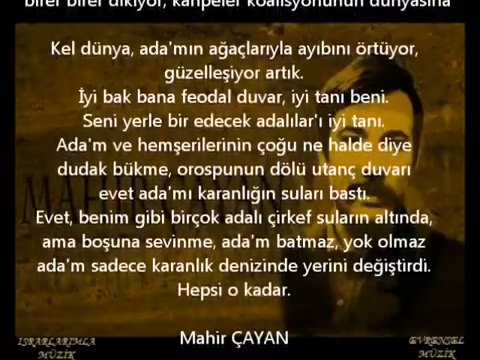 birer birer dikiyor, kahpeler koalisyonunun dünyasına
Kel dünya, ada'mın ağaçlarıyla ayıbını örtüyor,
güzelleşiyor artık.
İyi bak bana feodal duvar, iyi tanı beni.
Seni yerle bir edecek adalılar'ı iyi tanı.
Ada'm ve hemşerilerinin çoğu ne halde diye
dudak bükme, orospunun dölü utanç duvarı
evet ada'mı karanlığın suları bastı.
Evet, benim gibi birçok adalı çirkef suların altında,
ama boşuna sevinme, ada'm batmaz, yok olmaz
ada'm sadece karanlık denizinde yerini değiştirdi.
Hepsi o kadar.
Mahir ÇAYAN
ISRARLARIMLA
MÜZİK
EVRENSEL
MÜZİK